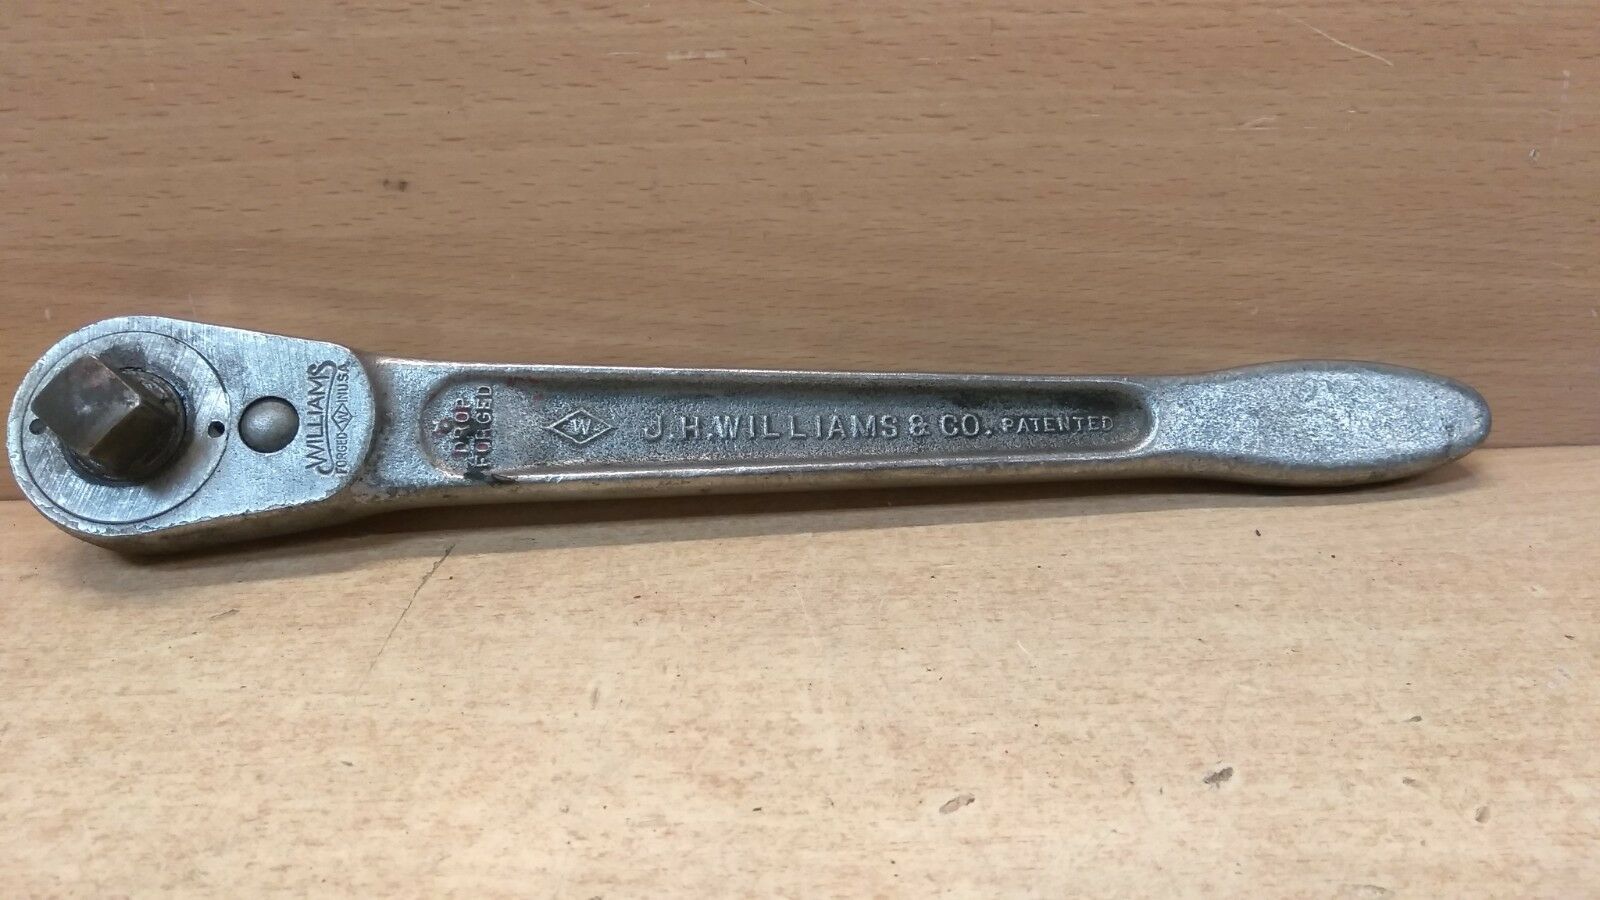 WILLIAMS
FORGED W IN U.S.A.
DROP
FORGED
W
J.H.WILLIAMS & CO. PATENTED